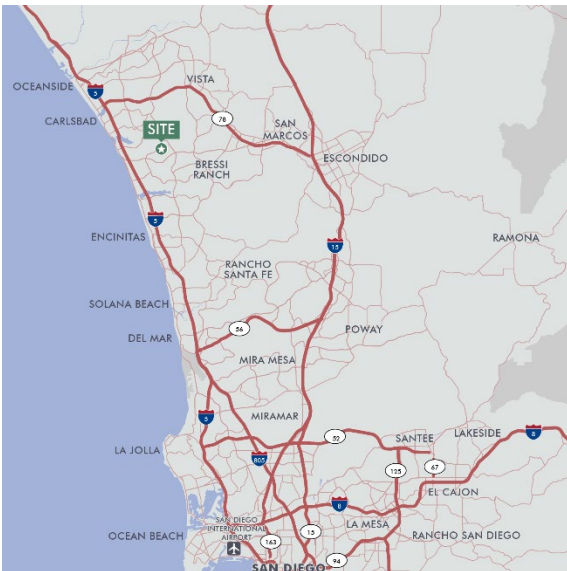 VISTA
OCEANSIDE
5
CARLSBAD
SITE
78
SAN
MARCOS
ESCONDIDO
BRESSI
RANCH
5
ENCINITAS
15
RAMONA
RANCHO
SANTA FE
SOLANA BEACH
56
POWAY
DEL MAR
MIRA MESA
5
MIRAMAR
52
SANTEE
LAKESIDE
8
LA JOLLA
805
125
67
EL CAJON
8
SAN DIEGO
INTERNATIONAL
AIRPORT
LA MESA
OCEAN BEACH
163
15
RANCHO SAN DIEGO
94
SAN DIEGO